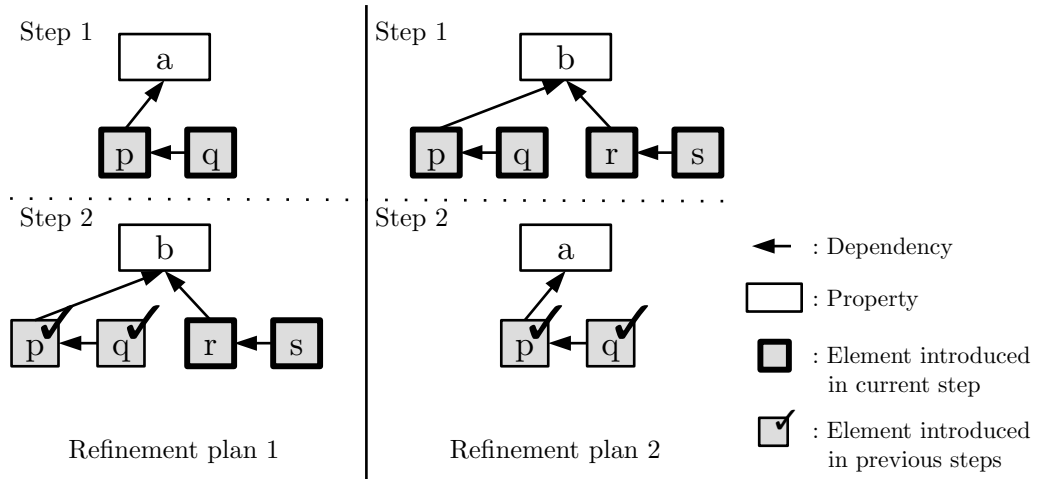 Step 1
a
p q
Step 2
b
p q r s
Refinement plan 1
Step 1
b
p q r s
Step 2
a
p q
Refinement plan 2
: Dependency
: Property
: Element introduced
in current step
: Element introduced
in previous steps